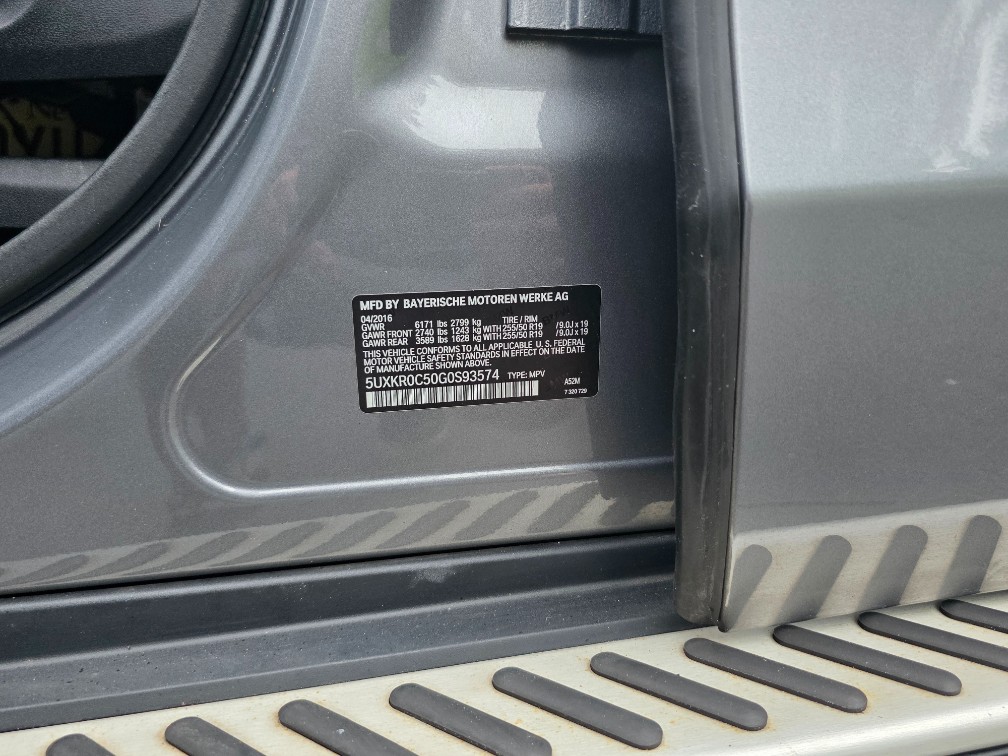 MFD BY BAYERISCHE MOTOREN WERKE AG
04/2016 TIRE / RIM
GVWR 6171 lbs 2799 kg
GAWR FRONT 2740 lbs 1243 kg WITH 255/50 R19 / 9.0J x 19
GAWR REAR 3589 lbs 1628 kg WITH 255/50 R19 / 9.0J x 19
THIS VEHICLE CONFORMS TO ALL APPLICABLE U. S. FEDERAL
MOTOR VEHICLE SAFETY STANDARDS IN EFFECT ON THE DATE
OF MANUFACTURE SHOWN ABOVE.
5UXKR0C50G0S93574 TYPE: MPV A52M
7 320 729